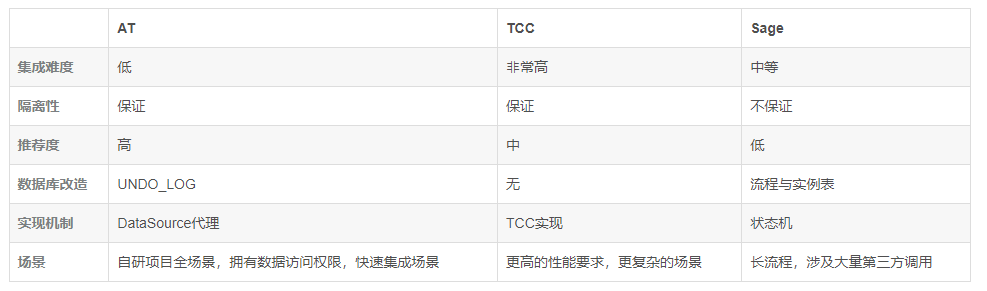 AT TCC Sage
集成难度 低 非常高 中等
隔离性 保证 保证 不保证
推荐度 高 中 低
数据库改造 UNDO_LOG 无 流程与实例表
实现机制 DataSource代理 TCC实现 状态机
场景 自研项目全场景，拥有数据访问权限，快速集成场景 更高的性能要求，更复杂的场景 长流程，涉及大量第三方调用